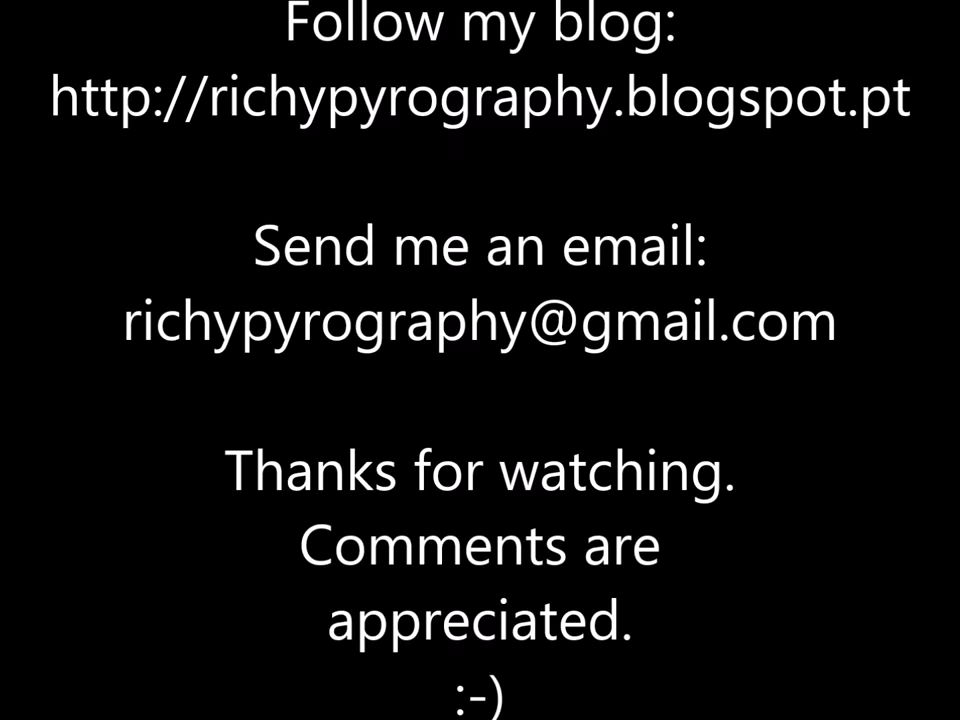 Follow my blog:
http://richypyrography.blogspot.pt
Send me an email:
richypyrography@gmail.com
Thanks for watching.
Comments are
appreciated.
:-)